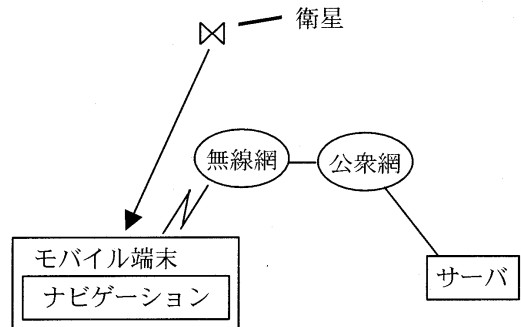 衛星
無線網
公衆網
モバイル端末
ナビゲーション
サーバ